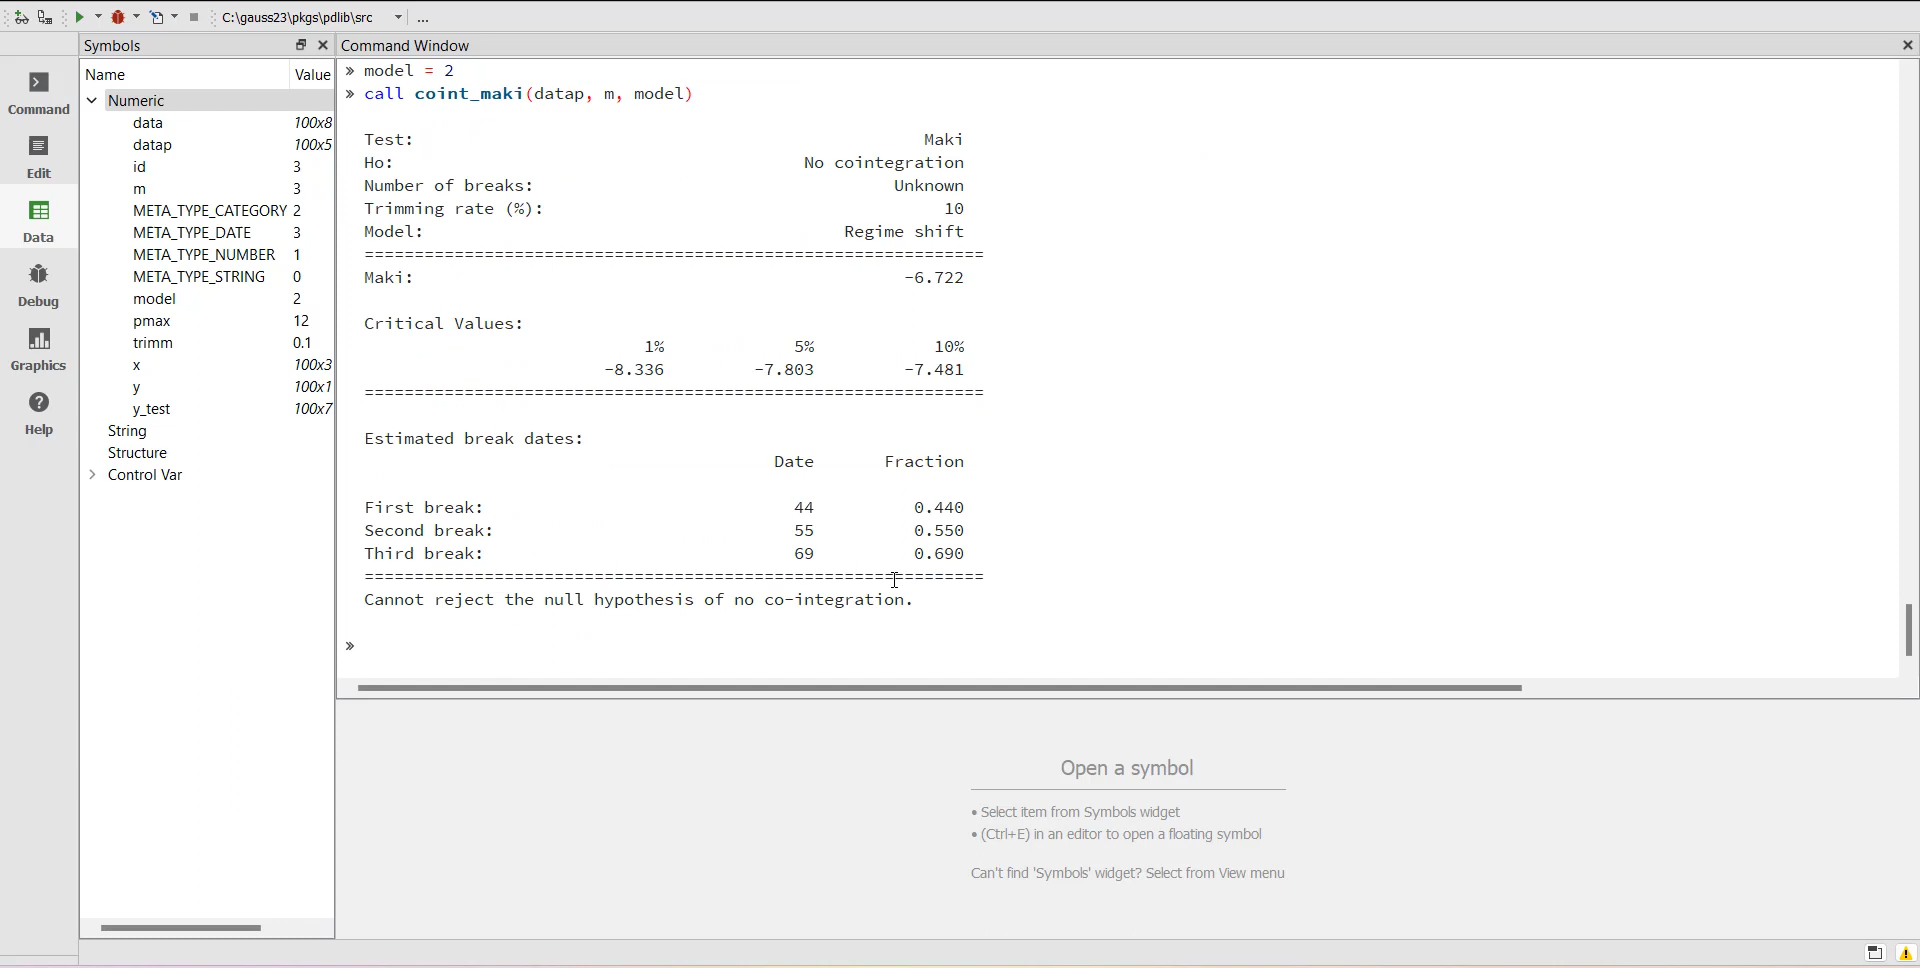 C:\gauss23\pkgs\pdlib\src ...
Symbols
Command Window
Command
Edit
Data
Debug
Graphics
Help
Name Value
Numeric
data 100x8
datap 100x5
id 3
m 3
META_TYPE_CATEGORY 2
META_TYPE_DATE 3
META_TYPE_NUMBER 1
META_TYPE_STRING 0
model 2
pmax 12
trimm 0.1
x 100x3
y 100x1
y_test 100x7
String
Structure
Control Var
» model = 2
» call coint_maki(datap, m, model)
Test: Maki
Ho: No cointegration
Number of breaks: Unknown
Trimming rate (%): 10
Model: Regime shift
==============================================================
Maki: -6.722
Critical Values:
1% 5% 10%
-8.336 -7.803 -7.481
==============================================================
Estimated break dates:
Date Fraction
First break: 44 0.440
Second break: 55 0.550
Third break: 69 0.690
==============================================================
Cannot reject the null hypothesis of no co-integration.
»
Open a symbol
• Select item from Symbols widget
• (Ctrl+E) in an editor to open a floating symbol
Can't find 'Symbols' widget? Select from View menu